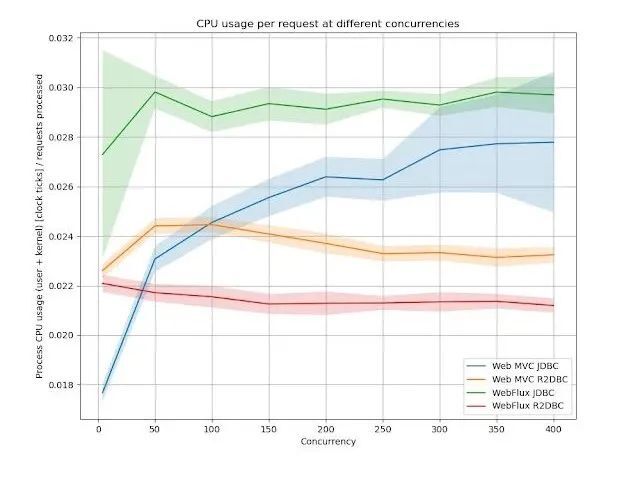 CPU usage per request at different concurrencies
Process CPU usage (user + kernel) [clock ticks] / requests processed
0.032
0.030
0.028
0.026
0.024
0.022
0.020
0.018
0
50
100
150
200
250
300
350
400
Concurrency
Web MVC JDBC
Web MVC R2DBC
WebFlux JDBC
WebFlux R2DBC